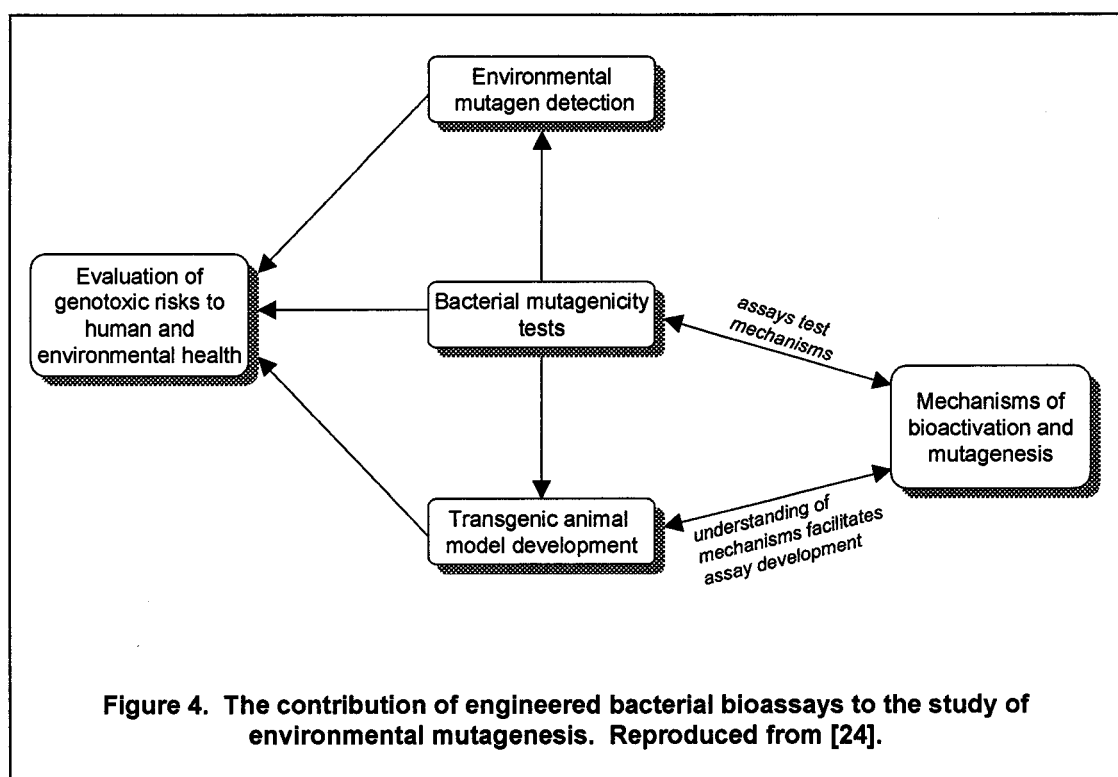 Environmental
mutagen detection
Evaluation of
genotoxic risks to
human and
environmental health
Bacterial mutagenicity
tests
assays test
mechanisms
Mechanisms of
bioactivation and
mutagenesis
Transgenic animal
model development
understanding of
mechanisms facilitates
assay development
Figure 4.  The contribution of engineered bacterial bioassays to the study of
environmental mutagenesis.  Reproduced from [24].